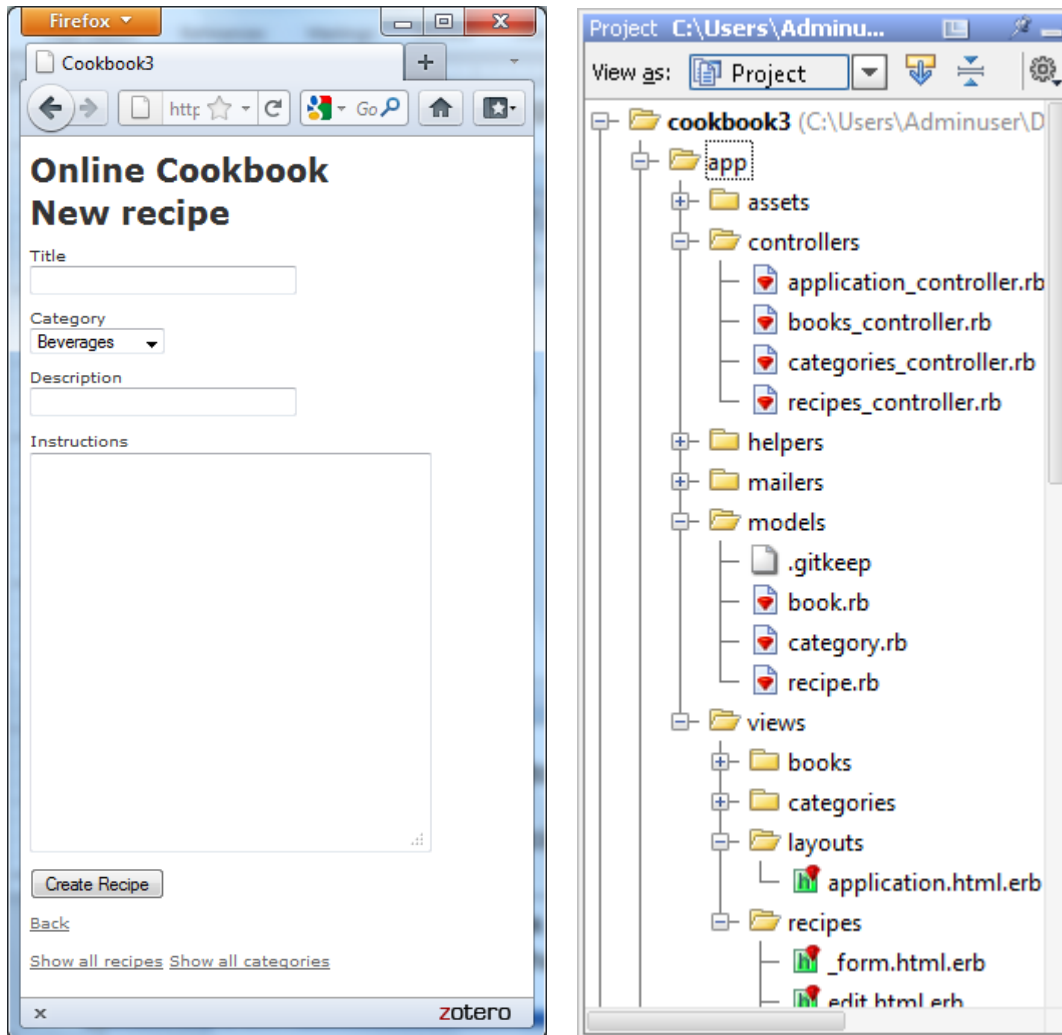 Firefox
Cookbook3
http
Go
Online Cookbook
New recipe
Title
Category
Beverages
Description
Instructions
Create Recipe
Back
Show all recipes Show all categories
x
zotero
Project C:\Users\Adminu...
View as: Project
cookbook3 (C:\Users\Adminuser\D
app
assets
controllers
application_controller.rb
books_controller.rb
categories_controller.rb
recipes_controller.rb
helpers
mailers
models
.gitkeep
book.rb
category.rb
recipe.rb
views
books
categories
layouts
application.html.erb
recipes
_form.html.erb
edit.html.erb